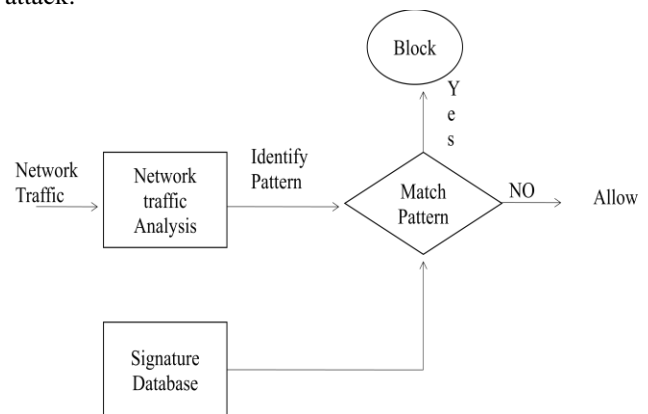 attack.
Block
Y
e
s
Network
Traffic
Network
traffic
Analysis
Identify
Pattern
Match
Pattern
NO
Allow
Signature
Database